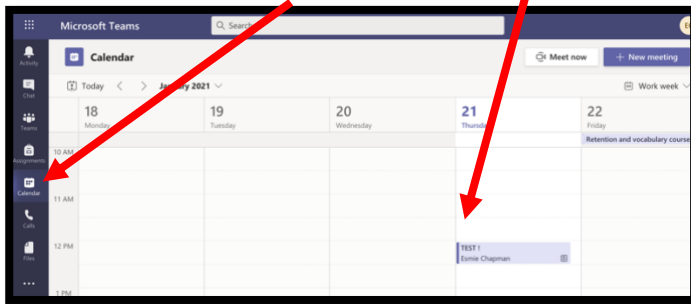 Microsoft Teams
Search
Activity
Chat
Teams
Assignments
Calendar
Calls
Files
Calendar
Meet now
+ New meeting
Today
2021
Work week
18
Monday
19
Tuesday
20
Wednesday
21
22
Friday
Retention and vocabulary course
10 AM
11 AM
12 PM
1 PM
TEST !
Esmie Chapman